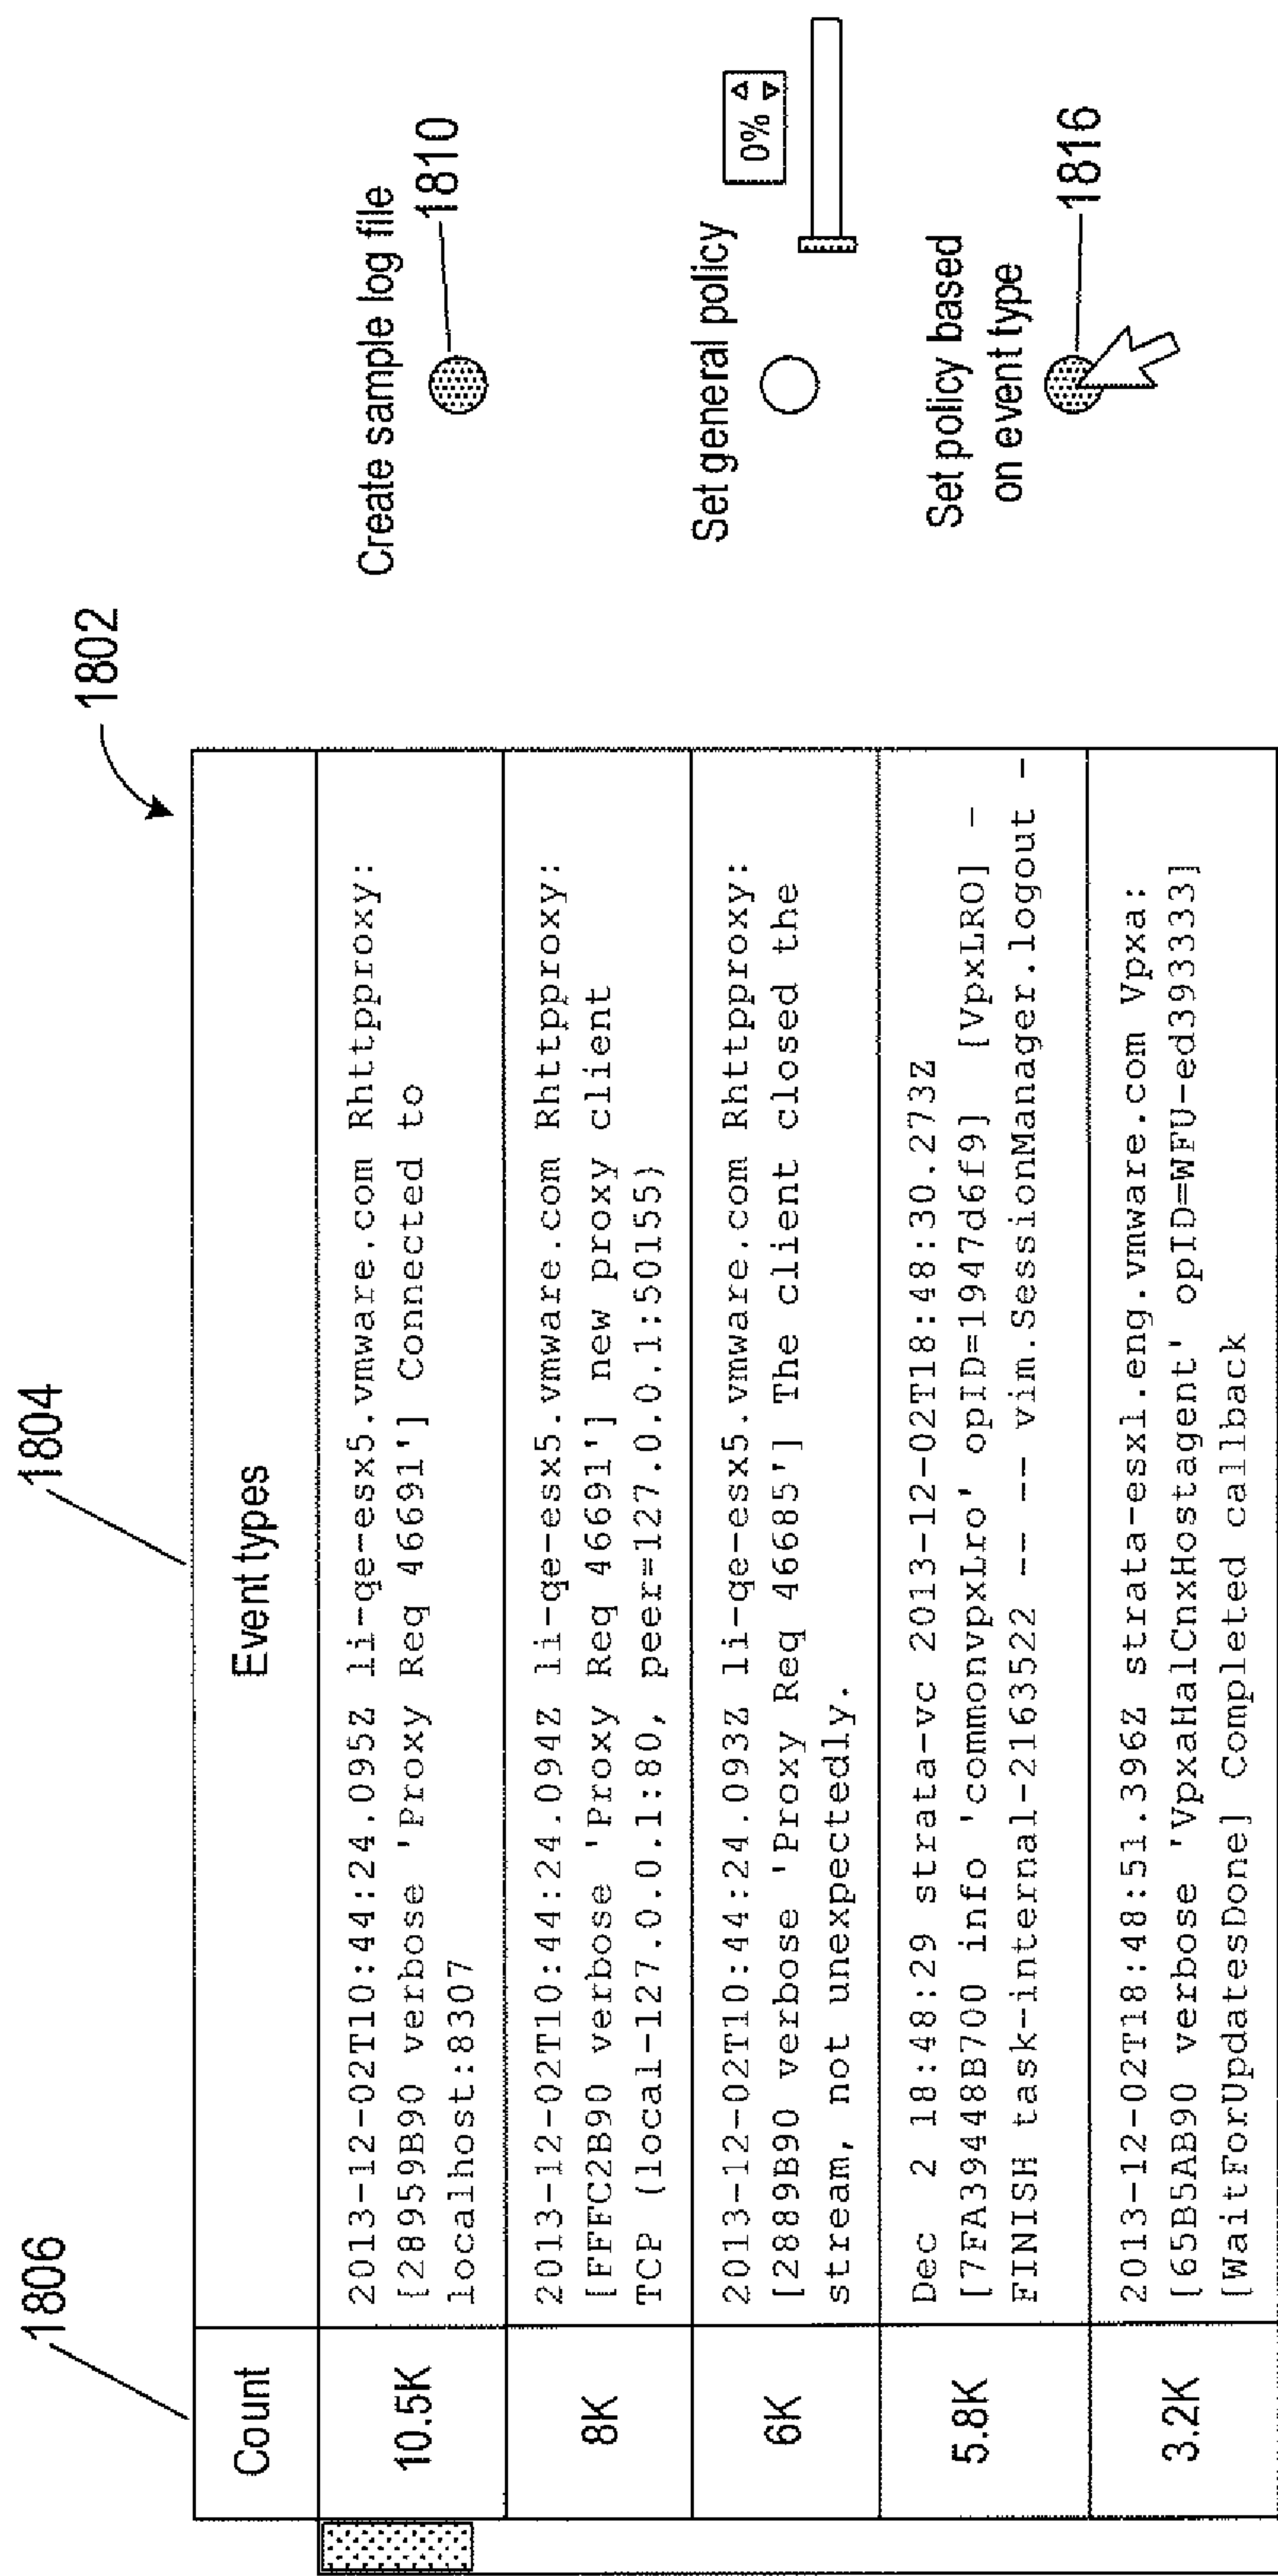 1806
1804
1802
Count
Event types
10.5K
2013-12-02T10:44:24.095Z li-qe-esx5.vmware.com Rhttpproxy:
[28959B90 verbose 'Proxy Req 46691'] Connected to
localhost:8307
8K
2013-12-02T10:44:24.094Z li-qe-esx5.vmware.com Rhttpproxy:
[FFFC2B90 verbose 'Proxy Req 46691'] new proxy client
TCP (local-127.0.0.1:80, peer=127.0.0.1:50155)
6K
2013-12-02T10:44:24.093Z li-qe-esx5.vmware.com Rhttpproxy:
[2889B90 verbose 'Proxy Req 46685'] The client closed the
stream, not unexpectedly.
5.8K
Dec 2 18:48:29 strata-vc 2013-12-02T18:48:30.273Z
[7FA39448B700 info 'commonvpxLro' opID=1947d6f9] [VpxLRO] -
FINISH task-internal-2163522 -- -- vim.SessionManager.logout -
3.2K
2013-12-02T18:48:51.396Z strata-esx1.eng.vmware.com Vpxa:
[65B5AB90 verbose 'VpxaHalCnxHostagent' opID=WFU-ed393333]
[WaitForUpdatesDone] Completed callback
Create sample log file
1810
Set general policy
0%
Set policy based
on event type
1816